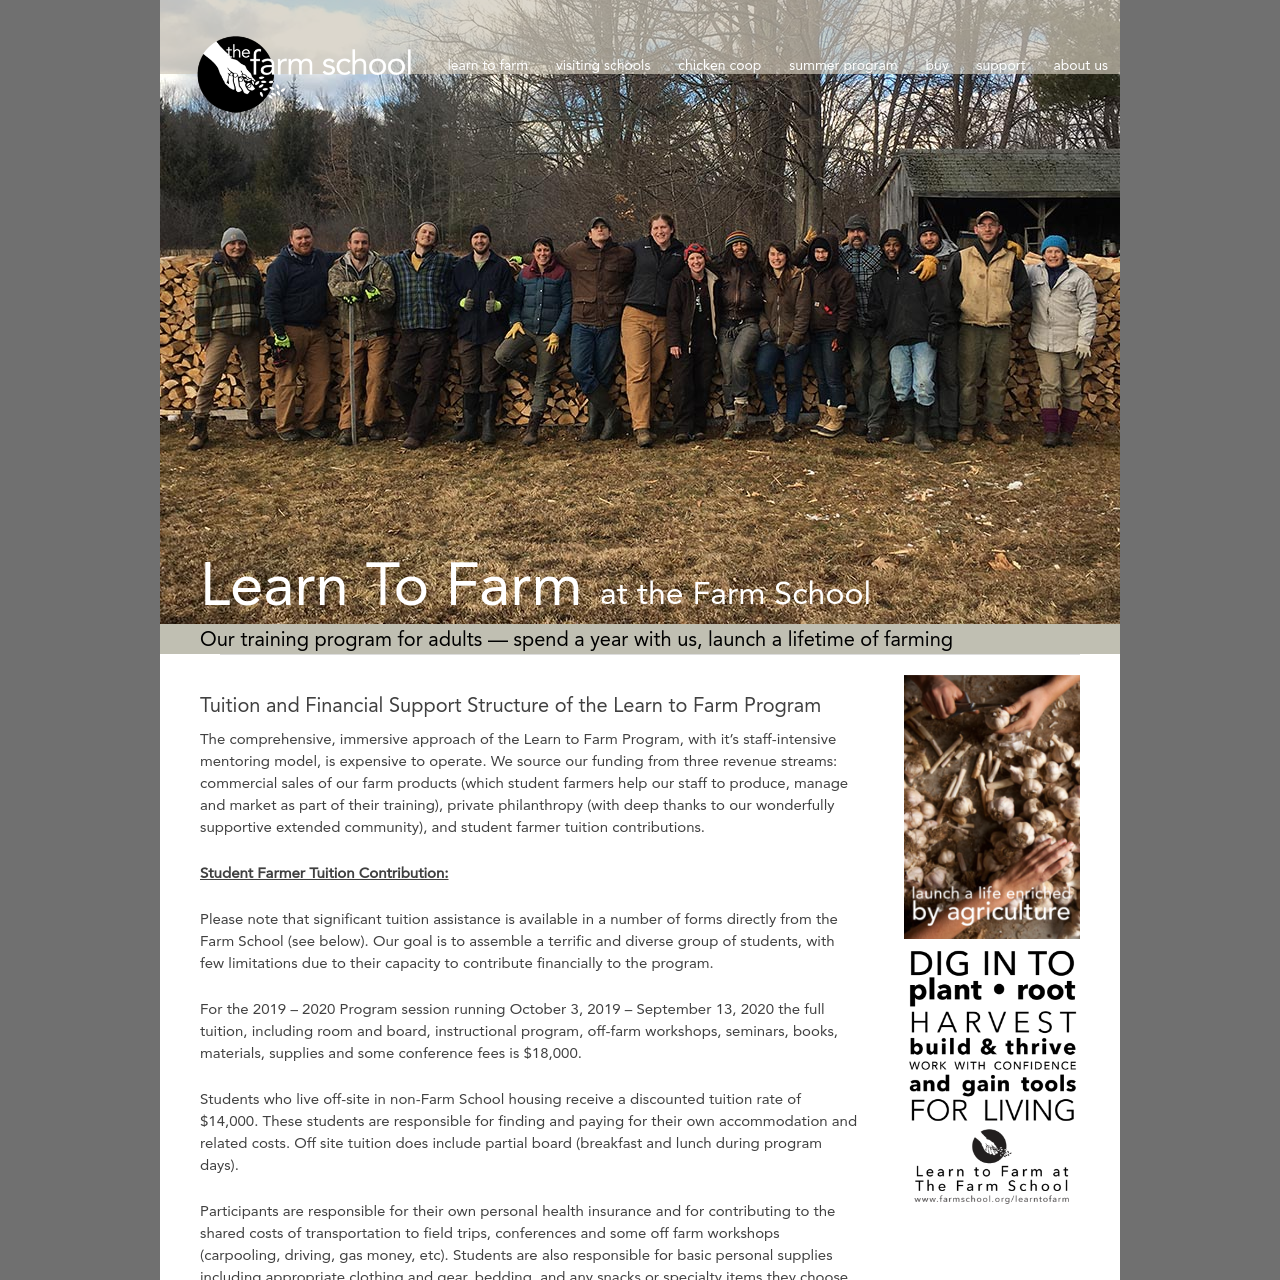 the
farm school
learn to farm visiting schools chicken coop summer program buy support about us
Learn To Farm at the Farm School
Our training program for adults — spend a year with us, launch a lifetime of farming
Tuition and Financial Support Structure of the Learn to Farm Program
The comprehensive, immersive approach of the Learn to Farm Program, with it’s staff-intensive
mentoring model, is expensive to operate. We source our funding from three revenue streams:
commercial sales of our farm products (which student farmers help our staff to produce, manage
and market as part of their training), private philanthropy (with deep thanks to our wonderfully
supportive extended community), and student farmer tuition contributions.
Student Farmer Tuition Contribution:
Please note that significant tuition assistance is available in a number of forms directly from the
Farm School (see below). Our goal is to assemble a terrific and diverse group of students, with
few limitations due to their capacity to contribute financially to the program.
For the 2019 – 2020 Program session running October 3, 2019 – September 13, 2020 the full
tuition, including room and board, instructional program, off-farm workshops, seminars, books,
materials, supplies and some conference fees is $18,000.
Students who live off-site in non-Farm School housing receive a discounted tuition rate of
$14,000. These students are responsible for finding and paying for their own accommodation and
related costs. Off site tuition does include partial board (breakfast and lunch during program
days).
Participants are responsible for their own personal health insurance and for contributing to the
shared costs of transportation to field trips, conferences and some off farm workshops
(carpooling, driving, gas money, etc). Students are also responsible for basic personal supplies
including appropriate clothing and gear, bedding, and any snacks or specialty items they choose
launch a life enriched
by agriculture
DIG IN TO
plant • root
HARVEST
build & thrive
WORK WITH CONFIDENCE
and gain tools
FOR LIVING
Learn to Farm at
The Farm School
www.farmschool.org/learntofarm